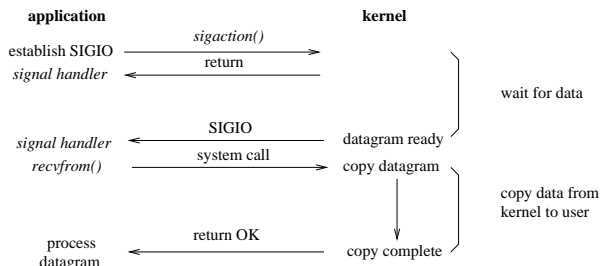 application
kernel
sigaction()
establish SIGIO
return
signal handler
wait for data
SIGIO
signal handler
datagram ready
system call
recvfrom()
copy datagram
copy data from
kernel to user
return OK
process
datagram
copy complete